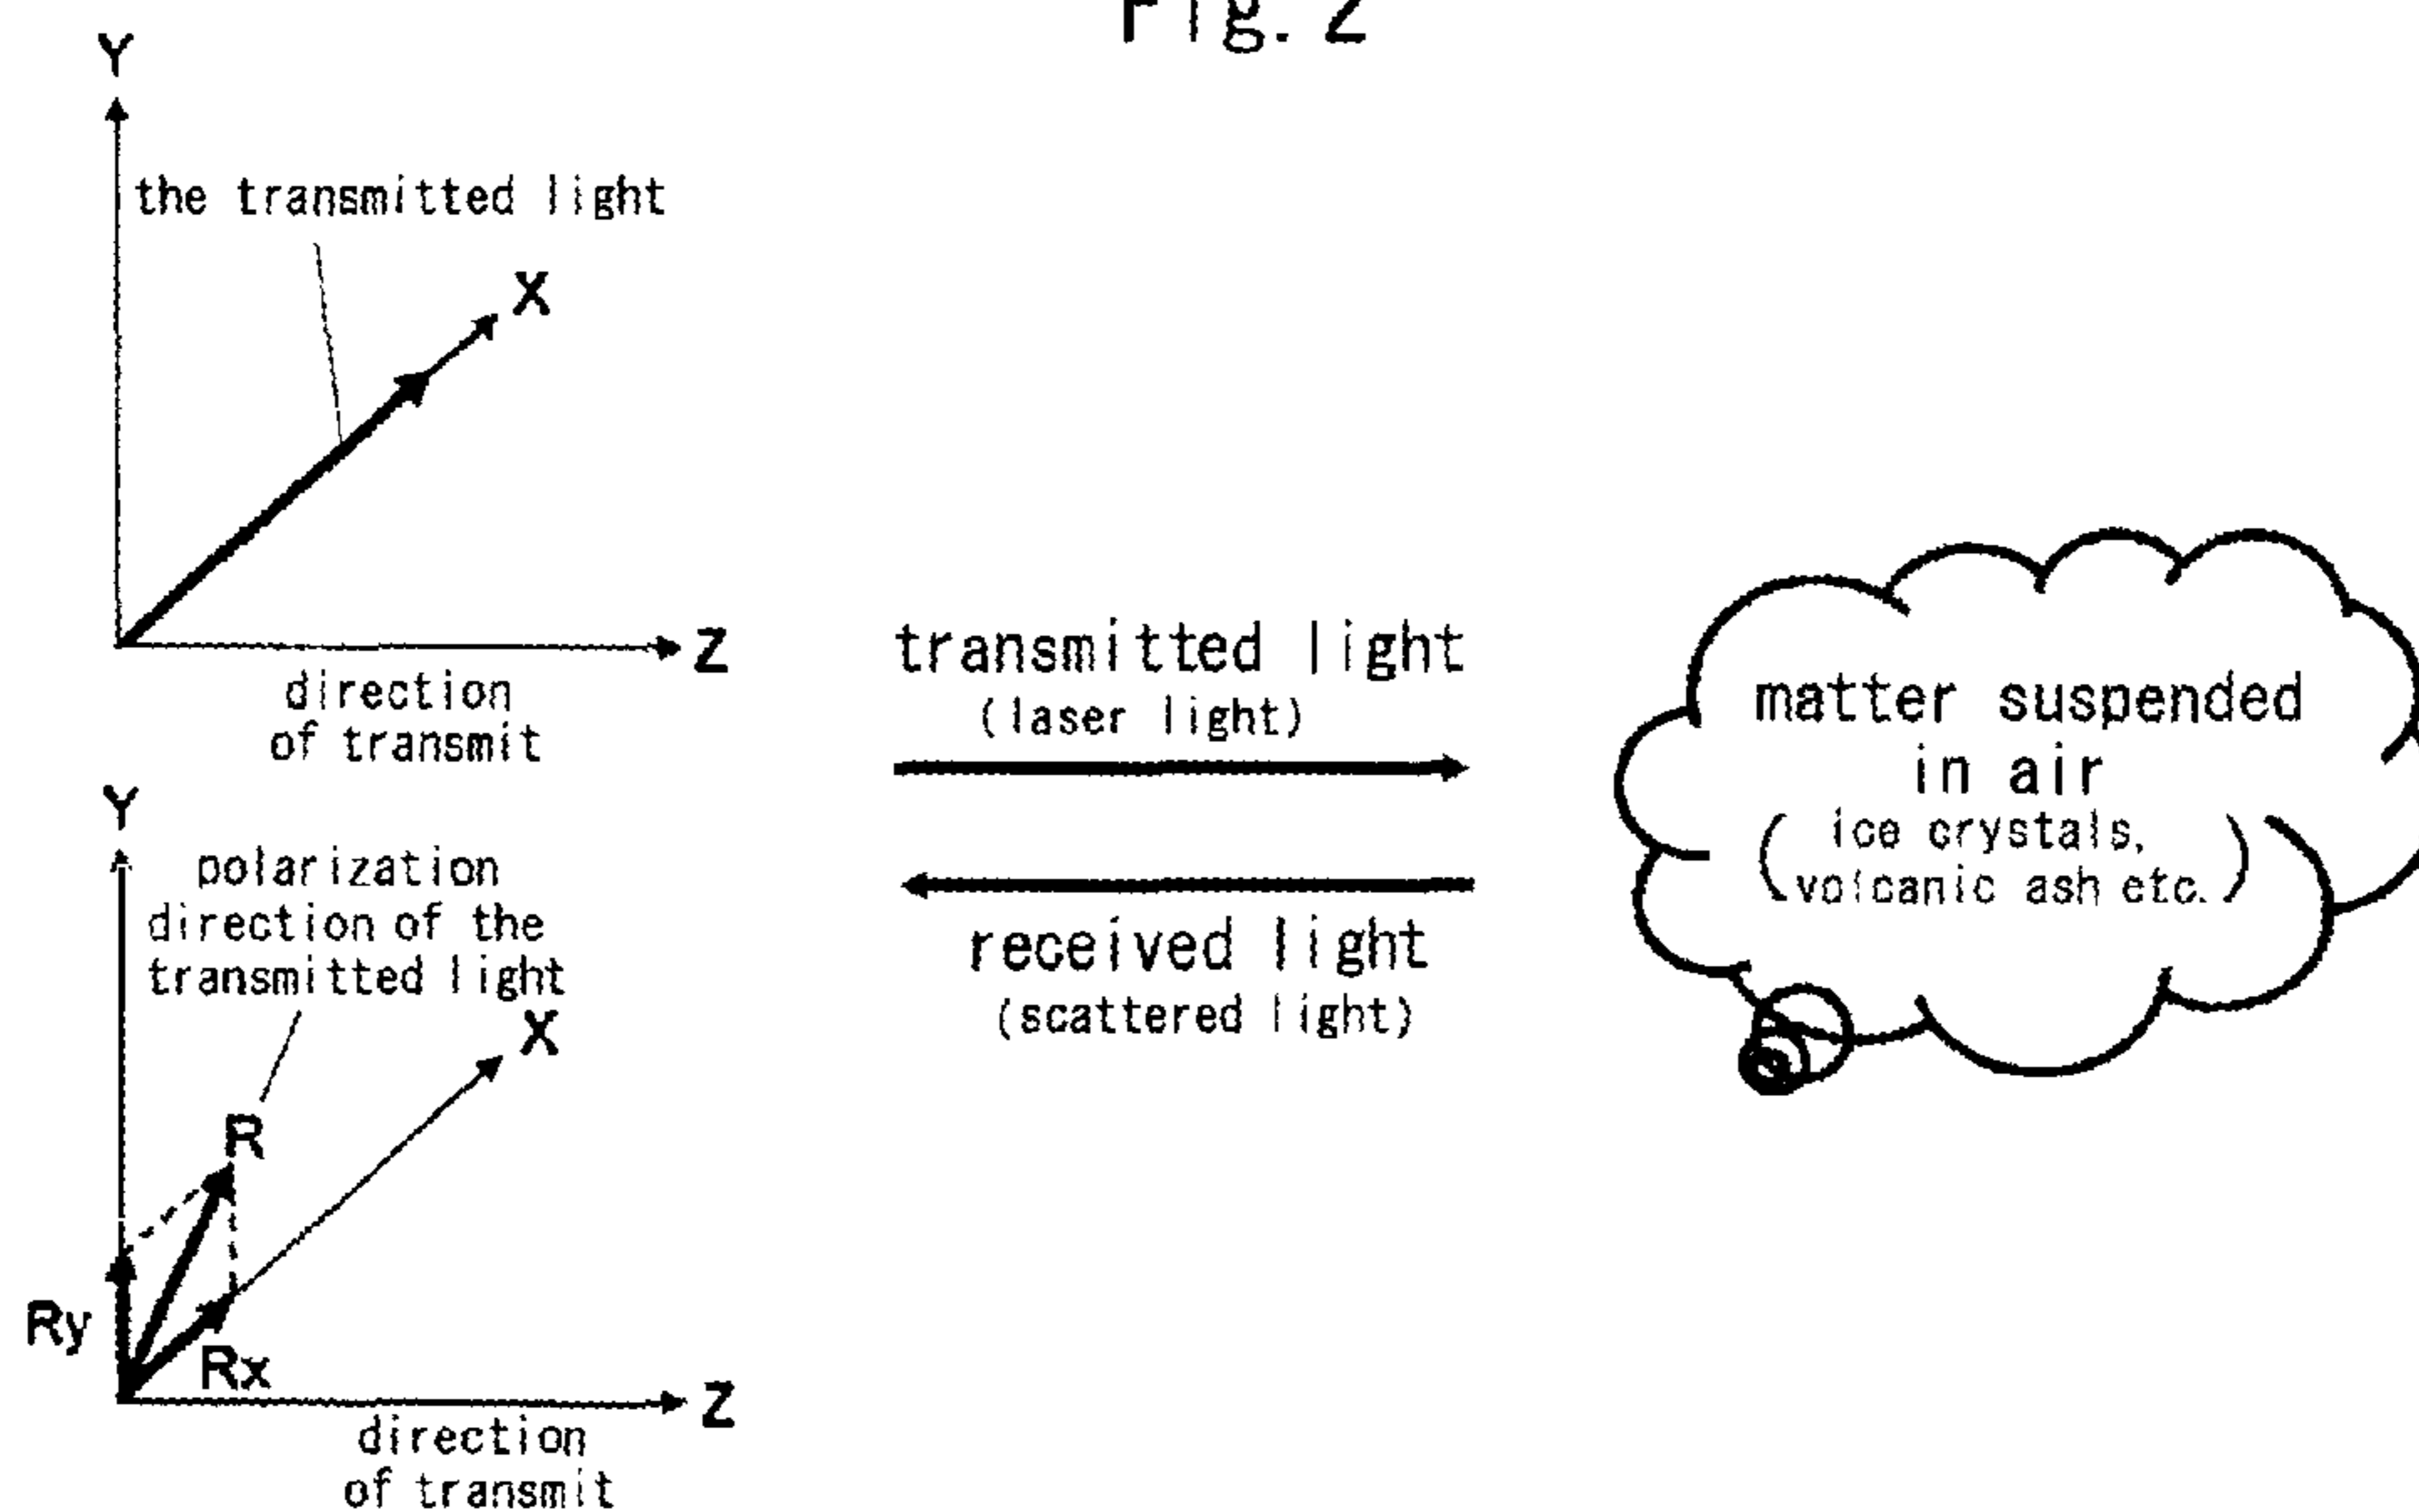 Fig. 2
Y
the transmitted light
X
Z
direction
of transmit
Y
polarization
direction of the
transmitted light
X
R
Ry
Rx
Z
direction
of transmit
transmitted light
(laser light)
received light
(scattered light)
matter suspended
in air
(ice crystals,
volcanic ash etc.)